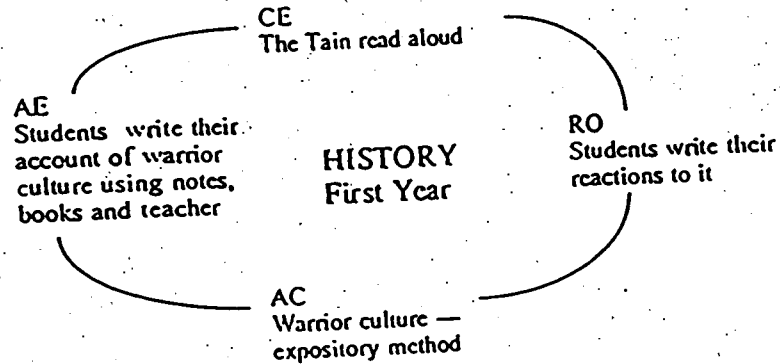 CE
The Tain read aloud
RO
Students write their
reactions to it
AC
Warrior culture —
expository method
AE
Students write their
account of warrior
culture using notes,
books and teacher
HISTORY
First Year